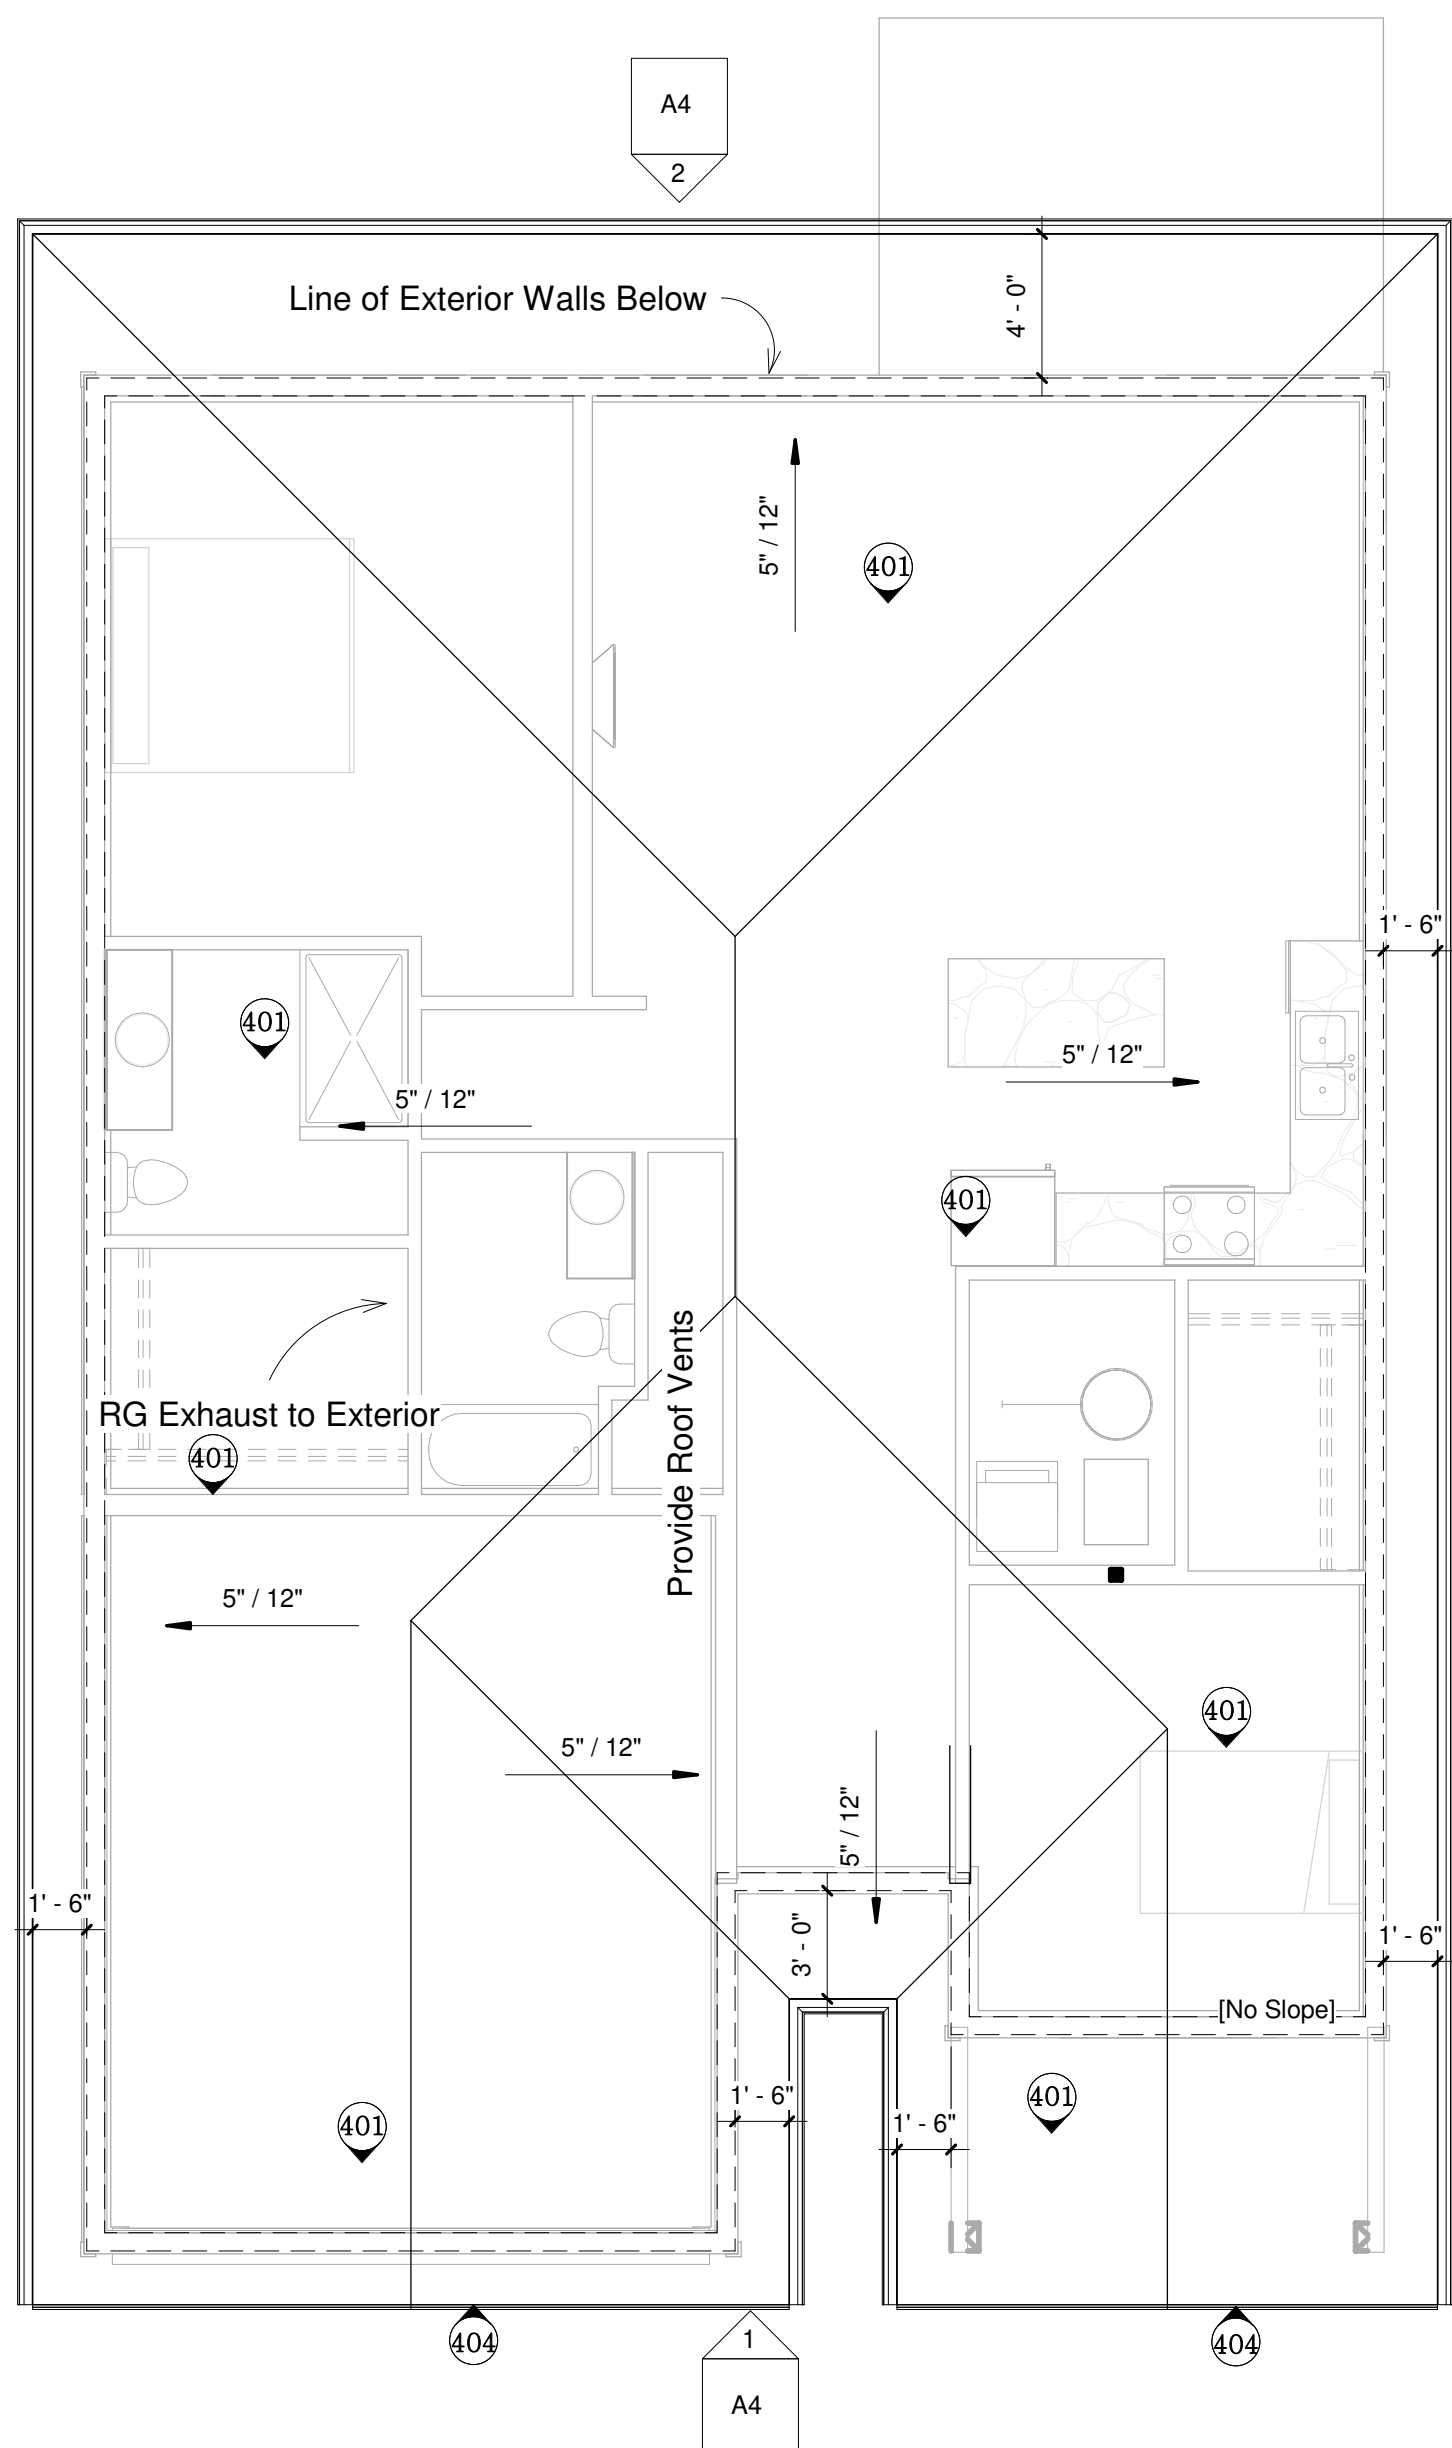 A4
2
Line of Exterior Walls Below
4' - 0"
5" / 12"
401
1' - 6"
401
5" / 12"
5" / 12"
401
Provide Roof Vents
RG Exhaust to Exterior
401
5" / 12"
401
5" / 12"
5" / 12"
1' - 6"
3' - 0"
1' - 6"
[No Slope]
1' - 6"
401
401
1' - 6"
404
1
404
A4